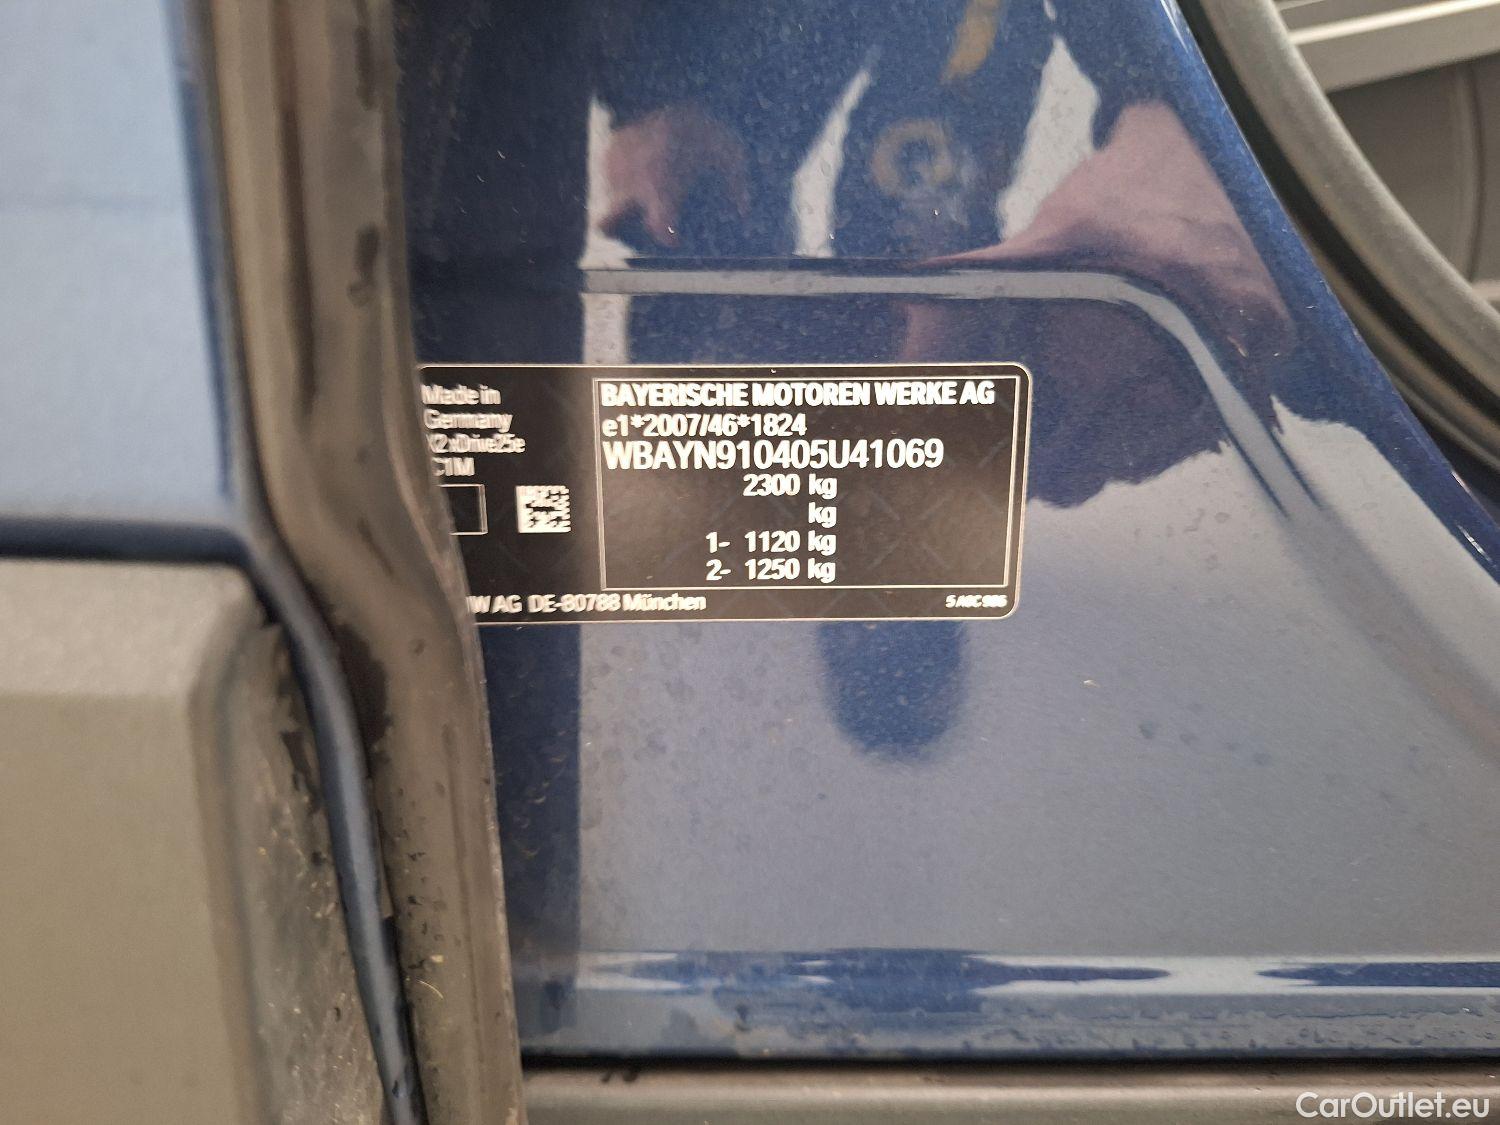 Made in
Germany
X2 xDrive25e
C1M
BAYERISCHE MOTOREN WERKE AG
e1*2007/46*1824
WBAYN910405U41069
2300 kg
kg
1- 1120 kg
2- 1250 kg
AG DE-80788 München
CarOutlet.eu